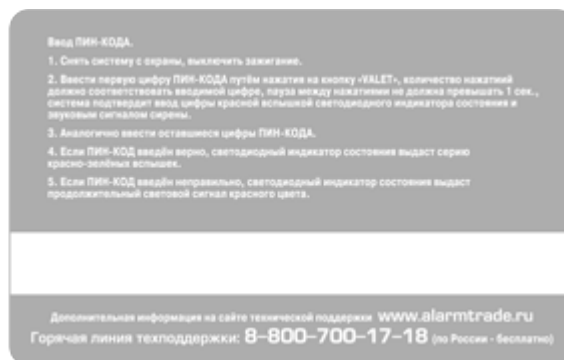 Ввод ПИН-КОДА.
1. Снять систему с охраны, выключить зажигание.
2. Ввести первую цифру ПИН-КОДА путём нажатия на кнопку «VALET», количество нажатий
должно соответствовать вводимой цифре, пауза между нажатиями не должна превышать 1 сек.,
система подтвердит ввод цифры красной вспышкой светодиодного индикатора состояния и
звуковым сигналом сирены.
3. Аналогично ввести оставшиеся цифры ПИН-КОДА.
4. Если ПИН-КОД введён верно, светодиодный индикатор состояния выдаст серию
красно-зелёных вспышек.
5. Если ПИН-КОД введён неправильно, светодиодный индикатор состояния выдаст
продолжительный световой сигнал красного цвета.
Дополнительная информация на сайте технической поддержки www.alarmtrade.ru
Горячая линия техподдержки: 8-800-700-17-18 (по России - бесплатно)